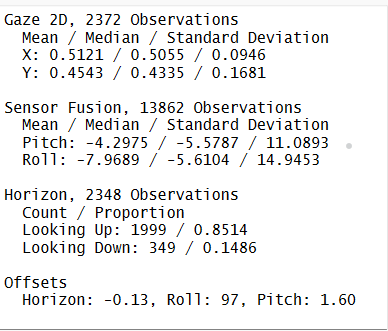 Gaze 2D, 2372 Observations
Mean / Median / Standard Deviation
X: 0.5121 / 0.5055 / 0.0946
Y: 0.4543 / 0.4335 / 0.1681
Sensor Fusion, 13862 Observations
Mean / Median / Standard Deviation
Pitch: -4.2975 / -5.5787 / 11.0893
Roll: -7.9689 / -5.6104 / 14.9453
Horizon, 2348 Observations
Count / Proportion
Looking Up: 1999 / 0.8514
Looking Down: 349 / 0.1486
Offsets
Horizon: -0.13, Roll: 97, Pitch: 1.60